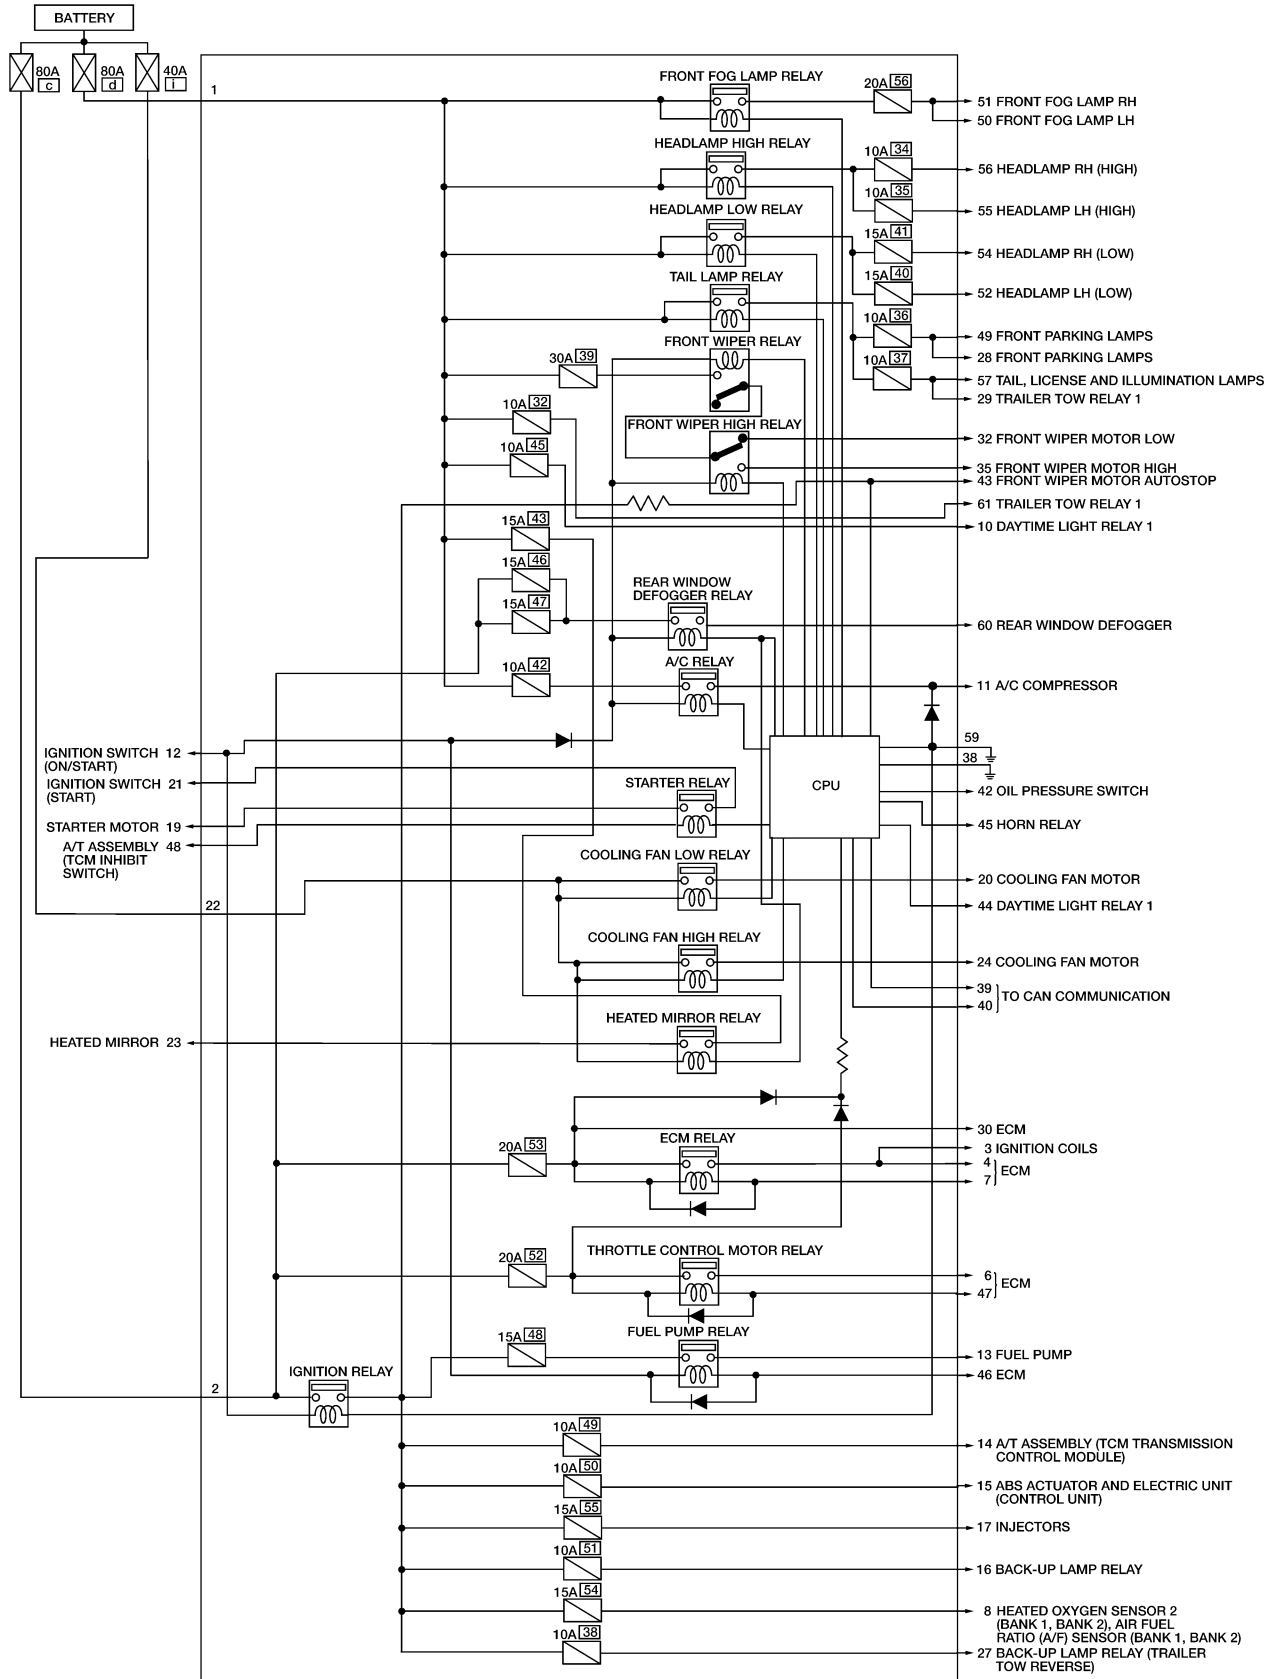 BATTERY
80A
c
80A
d
40A
i
1
FRONT FOG LAMP RELAY
20A 56
51 FRONT FOG LAMP RH
50 FRONT FOG LAMP LH
HEADLAMP HIGH RELAY
10A 34
56 HEADLAMP RH (HIGH)
10A 35
55 HEADLAMP LH (HIGH)
HEADLAMP LOW RELAY
15A 41
54 HEADLAMP RH (LOW)
15A 40
52 HEADLAMP LH (LOW)
TAIL LAMP RELAY
10A 36
49 FRONT PARKING LAMPS
28 FRONT PARKING LAMPS
FRONT WIPER RELAY
30A 39
10A 37
57 TAIL, LICENSE AND ILLUMINATION LAMPS
29 TRAILER TOW RELAY 1
10A 32
FRONT WIPER HIGH RELAY
32 FRONT WIPER MOTOR LOW
10A 45
35 FRONT WIPER MOTOR HIGH
43 FRONT WIPER MOTOR AUTOSTOP
61 TRAILER TOW RELAY 1
15A 43
10 DAYTIME LIGHT RELAY 1
15A 46
REAR WINDOW
DEFOGGER RELAY
15A 47
60 REAR WINDOW DEFOGGER
10A 42
A/C RELAY
11 A/C COMPRESSOR
59
38
IGNITION SWITCH 12
(ON/START)
IGNITION SWITCH 21
(START)
STARTER RELAY
CPU
42 OIL PRESSURE SWITCH
STARTER MOTOR 19
45 HORN RELAY
A/T ASSEMBLY 48
(TCM INHIBIT
SWITCH)
COOLING FAN LOW RELAY
20 COOLING FAN MOTOR
22
44 DAYTIME LIGHT RELAY 1
COOLING FAN HIGH RELAY
24 COOLING FAN MOTOR
39
40
TO CAN COMMUNICATION
HEATED MIRROR RELAY
HEATED MIRROR 23
30 ECM
20A 53
ECM RELAY
3 IGNITION COILS
4
7
ECM
THROTTLE CONTROL MOTOR RELAY
20A 52
6
47
ECM
FUEL PUMP RELAY
15A 48
13 FUEL PUMP
46 ECM
IGNITION RELAY
2
10A 49
14 A/T ASSEMBLY (TCM TRANSMISSION
CONTROL MODULE)
10A 50
15 ABS ACTUATOR AND ELECTRIC UNIT
(CONTROL UNIT)
15A 55
17 INJECTORS
10A 51
16 BACK-UP LAMP RELAY
15A 54
8 HEATED OXYGEN SENSOR 2
(BANK 1, BANK 2), AIR FUEL
RATIO (A/F) SENSOR (BANK 1, BANK 2)
10A 38
27 BACK-UP LAMP RELAY (TRAILER
TOW REVERSE)